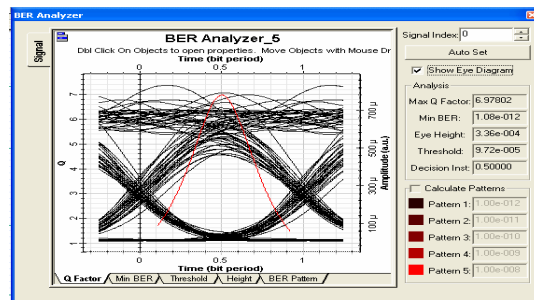 BER Analyzer
Signal
BER Analyzer_5
Dbl Click On Objects to open properties. Move Objects with Mouse Dr
Time (bit period)
0 0.5 1
Q
7
6
5
4
3
2
1
Amplitude (a.u.)
700 µ
500 µ
300 µ
100 µ
0 0.5 1
Time (bit period)
Q Factor Min BER Threshold Height BER Pattern
Signal Index: 0
Auto Set
Show Eye Diagram
Analysis
Max Q Factor: 6.97802
Min BER: 1.08e-012
Eye Height: 3.36e-004
Threshold: 9.72e-005
Decision Inst: 0.50000
Calculate Patterns
Pattern 1: 1.00e-012
Pattern 2: 1.00e-011
Pattern 3: 1.00e-010
Pattern 4: 1.00e-009
Pattern 5: 1.00e-008